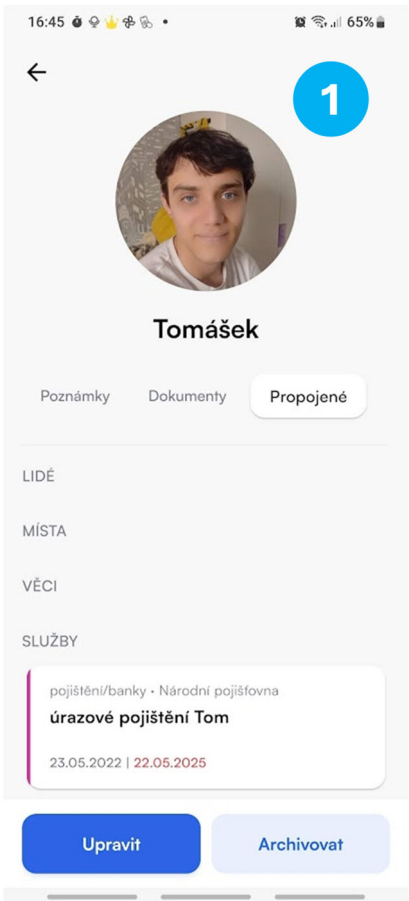 16:45 65%
1
Tomášek
Poznámky Dokumenty Propojené
LIDÉ
MÍSTA
VĚCI
SLUŽBY
pojištění/banky • Národní pojišťovna
úrazové pojištění Tom
23.05.2022 | 22.05.2025
Upravit Archivovat